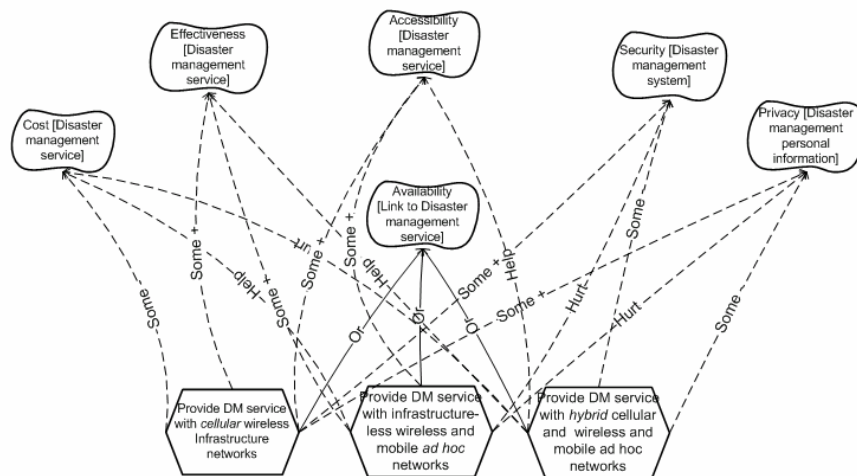 Effectiveness
[Disaster
management
service]
Accessibility
[Disaster
management
service]
Security [Disaster
management
system]
Cost [Disaster
management
service]
Privacy [Disaster
management
personal
information]
Availability
[Link to Disaster
management
service]
Some
Some +
Help
Some +
Some +
urt
Some +
Help
Or
Or
Or
Some +
Help
Some +
Hurt
Some
Hurt
Some
Provide DM service
with cellular wireless
Infrastructure
networks
Provide DM service
with infrastructure-
less wireless and
mobile ad hoc
networks
Provide DM service
with hybrid cellular
and wireless and
mobile ad hoc
networks